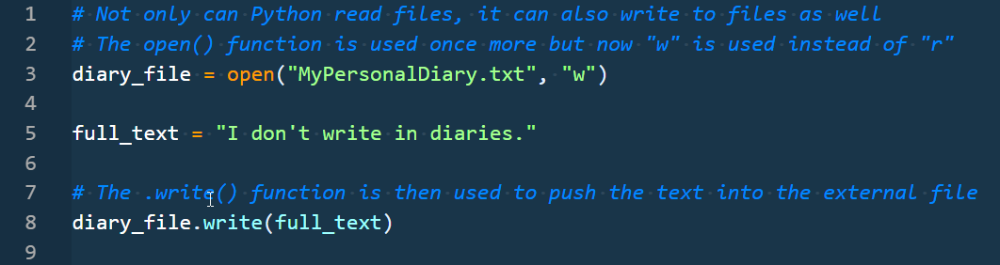 1 # Not only can Python read files, it can also write to files as well
2 # The open() function is used once more but now "w" is used instead of "r"
3 diary_file = open("MyPersonalDiary.txt", "w")
4
5 full_text = "I don't write in diaries."
6
7 # The .write() function is then used to push the text into the external file
8 diary_file.write(full_text)
9